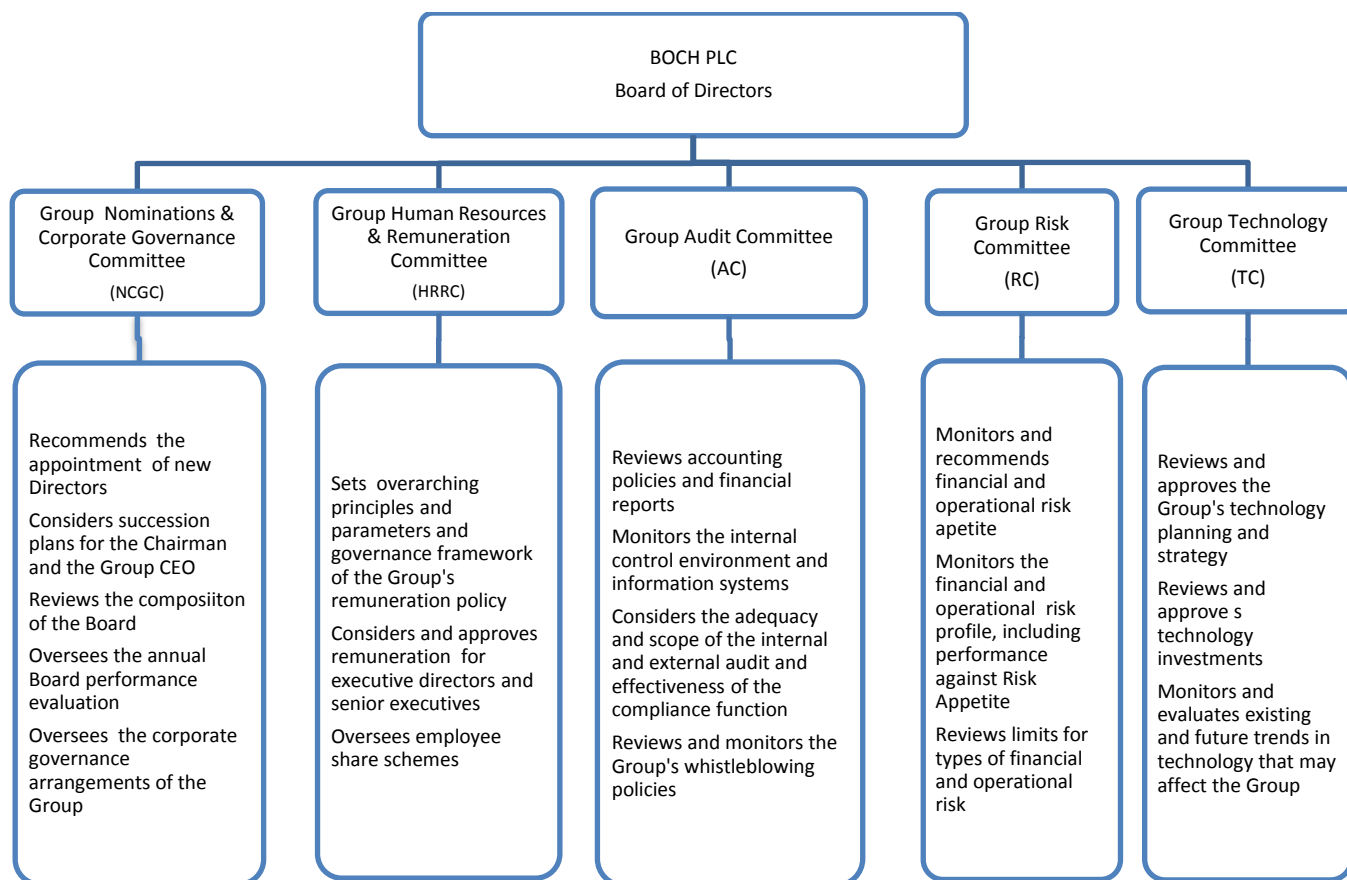 BOCH PLC
Board of Directors
Group Nominations &
Corporate Governance
Committee
(NCGC)
Group Human Resources
& Remuneration
Committee
(HRRC)
Group Audit Committee
(AC)
Group Risk
Committee
(RC)
Group Technology
Committee
(TC)
Recommends the
appointment of new
Directors
Considers succession
plans for the Chairman
and the Group CEO
Reviews the composiiton
of the Board
Oversees the annual
Board performance
evaluation
Oversees the corporate
governance
arrangements of the
Group
Sets overarching
principles and
parameters and
governance framework
of the Group's
remuneration policy
Considers and approves
remuneration for
executive directors and
senior executives
Oversees employee
share schemes
Reviews accounting
policies and financial
reports
Monitors the internal
control environment and
information systems
Considers the adequacy
and scope of the internal
and external audit and
effectiveness of the
compliance function
Reviews and monitors the
Group's whistleblowing
policies
Monitors and
recommends
financial and
operational risk
apetite
Monitors the
financial and
operational risk
profile, including
performance
against Risk
Appetite
Reviews limits for
types of financial
and operational
risk
Reviews and
approves the
Group's technology
planning and
strategy
Reviews and
approve s
technology
investments
Monitors and
evaluates existing
and future trends in
technology that may
affect the Group